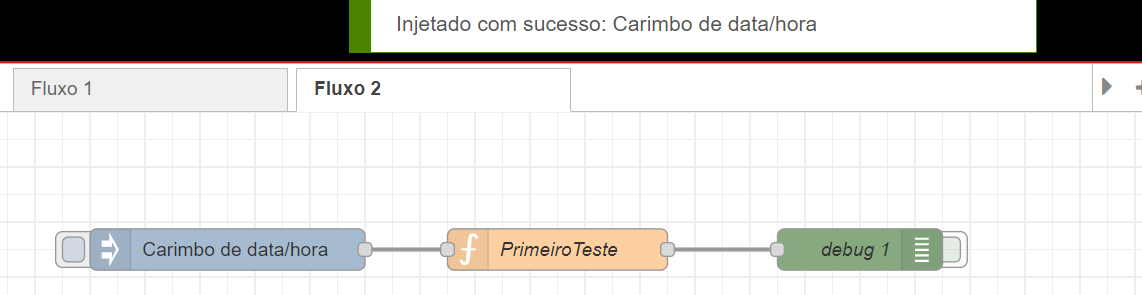 Injetado com sucesso: Carimbo de data/hora
Fluxo 1
Fluxo 2
Carimbo de data/hora
PrimeiroTeste
debug 1